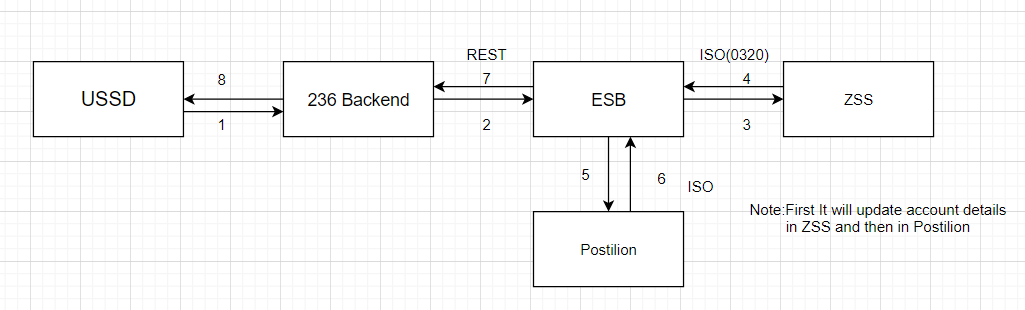 REST
ISO(0320)
8
7
4
USSD
236 Backend
ESB
ZSS
1
2
3
5
6
ISO
Note:First It will update account details
in ZSS and then in Postilion
Postilion